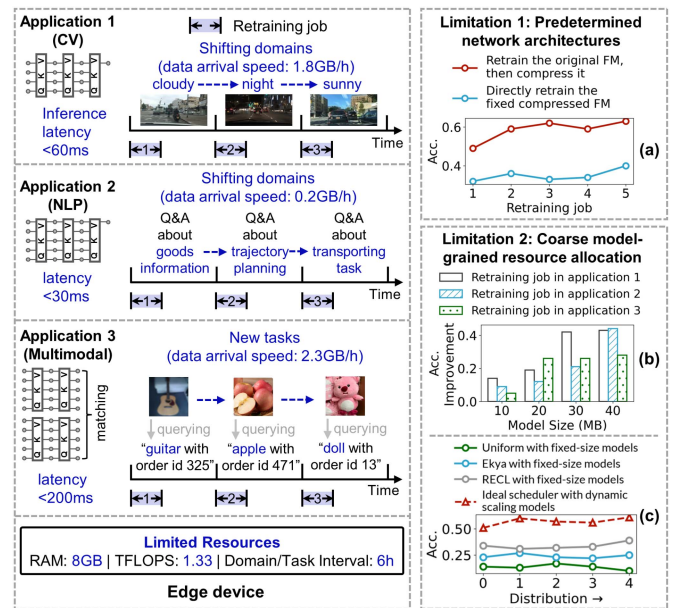 Application 1
(CV)
Q K V
Q K V
Q K V
Inference
latency
<60ms
Retraining job
Shifting domains
(data arrival speed: 1.8GB/h)
cloudy night sunny
Time
1 2 3
Application 2
(NLP)
Q K V
Q K V
Q K V
latency
<30ms
Shifting domains
(data arrival speed: 0.2GB/h)
Q&A Q&A Q&A
about about about
goods trajectory transporting
information planning task
Time
1 2 3
Application 3
(Multimodal)
Q K V
Q K V
Q K V
Q K V
matching
latency
<200ms
New tasks
(data arrival speed: 2.3GB/h)
querying querying querying
“guitar with “apple with “doll with
order id 325” order id 471” order id 13”
Time
1 2 3
Limited Resources
RAM: 8GB | TFLOPS: 1.33 | Domain/Task Interval: 6h
Edge device
Limitation 1: Predetermined
network architectures
Retrain the original FM,
then compress it
Directly retrain the
fixed compressed FM
Acc.
0.6
0.4
1 2 3 4 5
Retraining job
(a)
Limitation 2: Coarse model-
grained resource allocation
Retraining job in application 1
Retraining job in application 2
Retraining job in application 3
Acc.
Improvement
0.4
0.2
0.0
10 20 30 40
Model Size (MB)
(b)
Uniform with fixed-size models
Ekya with fixed-size models
RECL with fixed-size models
Ideal scheduler with dynamic
scaling models
Acc.
0.50
0.25
0 1 2 3 4
Distribution →
(c)